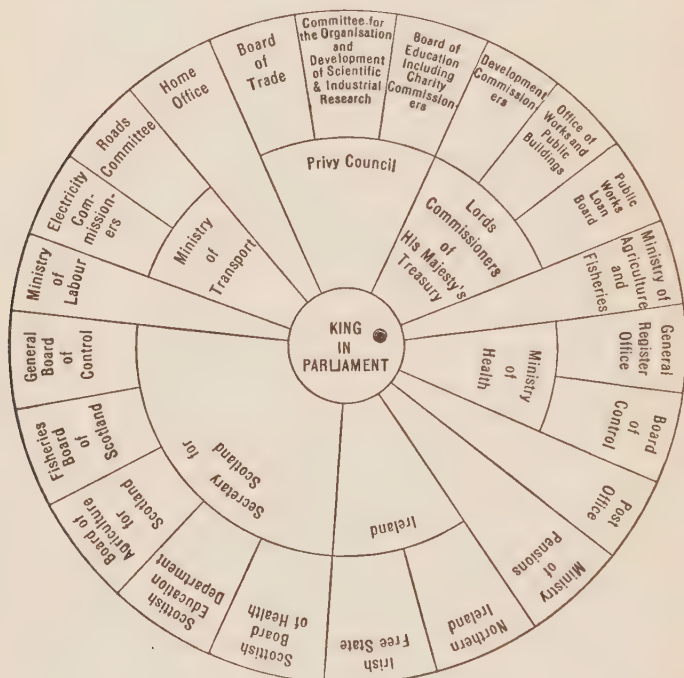 Board
of
Trade
Committee for
the Organisation
and
Development
of Scientific
& Industrial
Research
Board of
Education
Including
Charity
Commission-
ers
Development
Commission-
ers
Office of
Works and
Public
Buildings
Public
Works
Loan
Board
Ministry of
Agriculture
and
Fisheries
General
Register
Office
Board
of
Control
Post
Office
Ministry
of
Pensions
Northern
Ireland
Irish
Free State
Scottish
Board
of Health
Scottish
Education
Department
Board of
Agriculture
for
Scotland
Fisheries
Board
of
Scotland
General Board
of
Control
Ministry
of
Labour
Electricity
Com-
mission-
ers
Roads
Committee
Home
Office
Privy Council
Lords
Commissioners
of
His Majesty's
Treasury
Ministry
of
Health
Ireland
Secretary for
Scotland
Ministry
of
Transport
KING
IN
PARLIAMENT